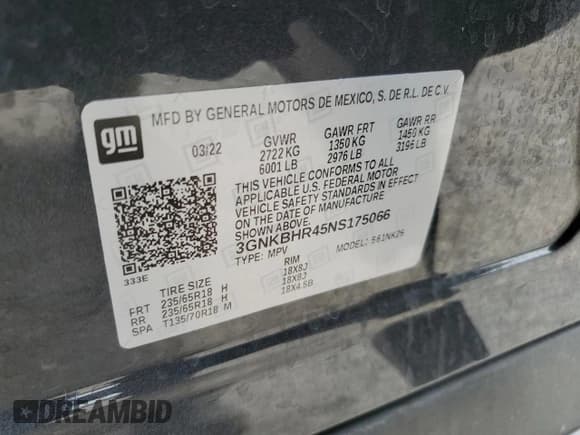 gm
MFD BY GENERAL MOTORS DE MEXICO, S. DE R.L. DE C.V.
03/22 GVWR GAWR FRT GAWR RR
2722 KG 1350 KG 1450 KG
6001 LB 2976 LB 3196 LB
THIS VEHICLE CONFORMS TO ALL
APPLICABLE U.S. FEDERAL MOTOR
VEHICLE SAFETY STANDARDS IN EFFECT
ON THE DATE OF MANUFACTURE
SHOWN ABOVE.
3GNKBHR45NS175066
TYPE: MPV MODEL: 561NK26
333E
TIRE SIZE RIM
FRT 235/65R18 H 18X8J
RR 235/65R18 H 18X8J
SPA T135/70R18 M 18X4.5B
DREAMBID